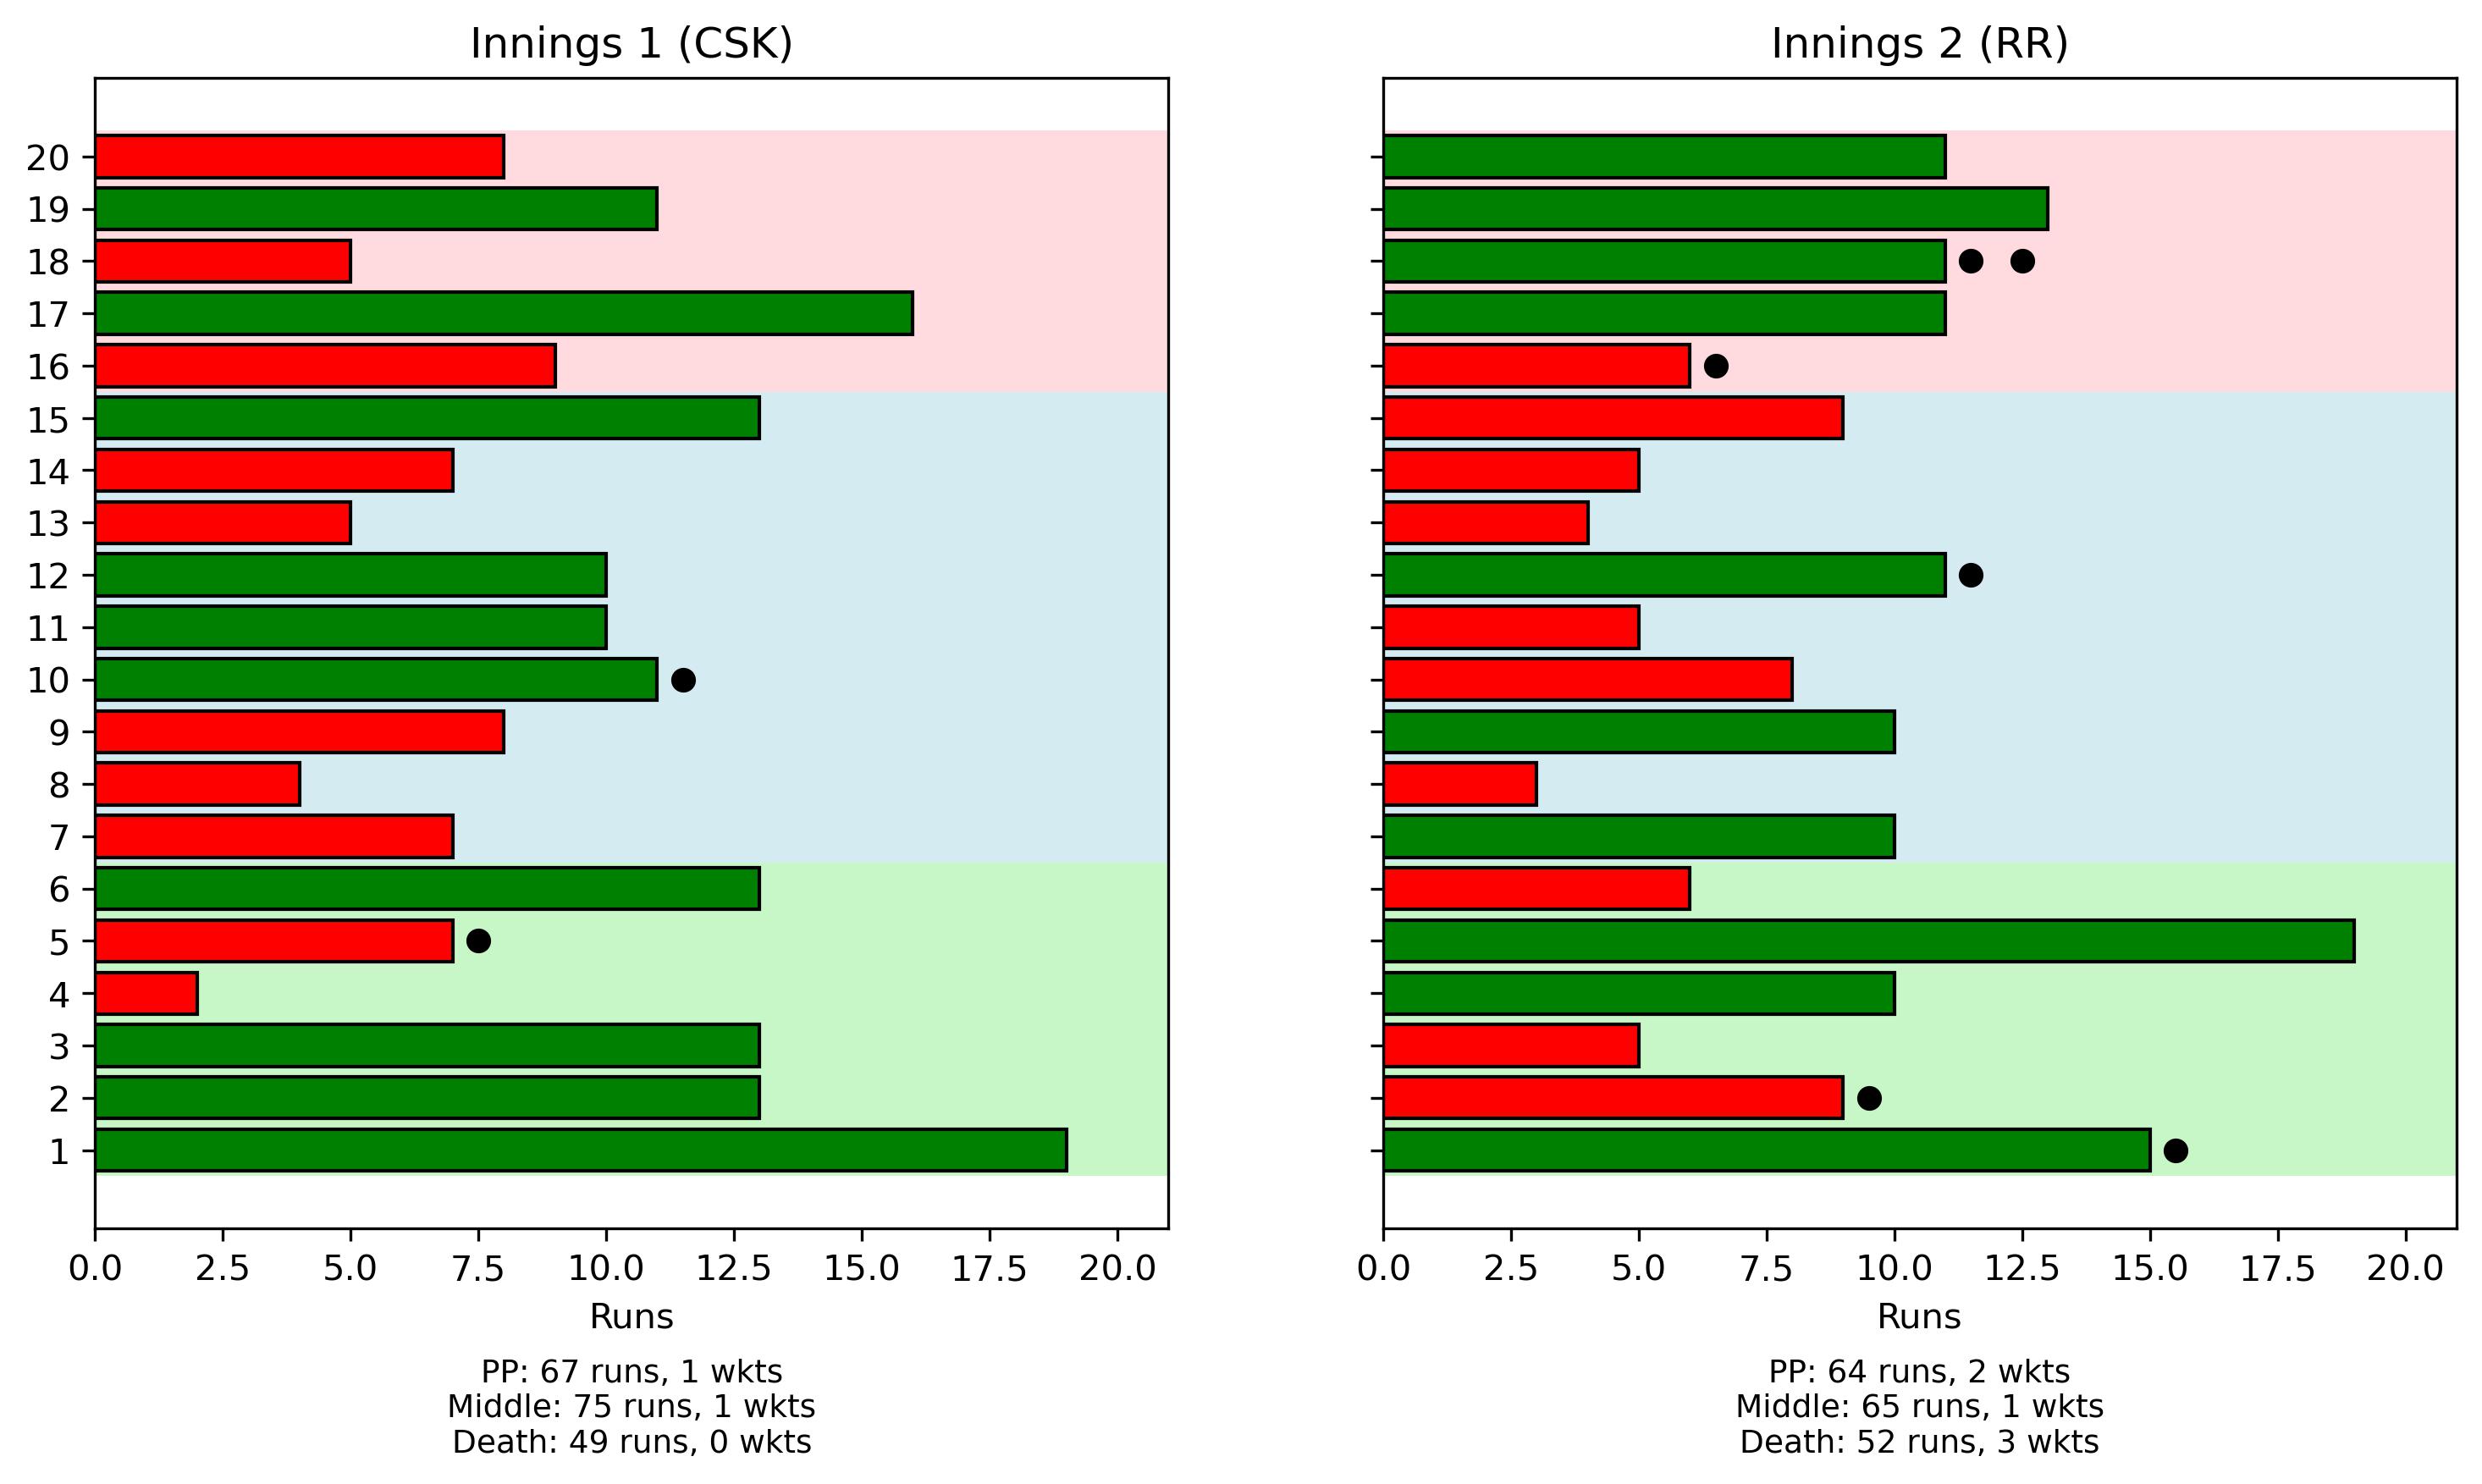 Innings 1 (CSK)
20
19
18
17
16
15
14
13
12
11
10
9
8
7
6
5
4
3
2
1
0.0 2.5 5.0 7.5 10.0 12.5 15.0 17.5 20.0
Runs
PP: 67 runs, 1 wkts
Middle: 75 runs, 1 wkts
Death: 49 runs, 0 wkts
Innings 2 (RR)
0.0 2.5 5.0 7.5 10.0 12.5 15.0 17.5 20.0
Runs
PP: 64 runs, 2 wkts
Middle: 65 runs, 1 wkts
Death: 52 runs, 3 wkts